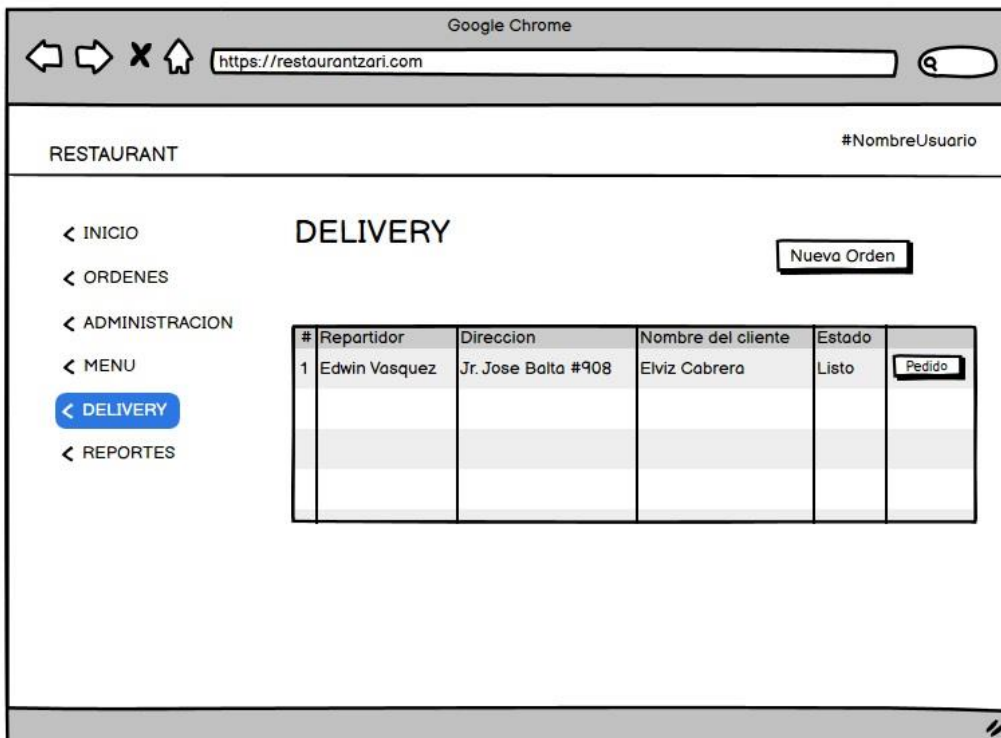 Google Chrome
https://restaurantzari.com
#NombreUsuario
RESTAURANT
INICIO
ORDENES
ADMINISTRACION
MENU
DELIVERY
REPORTES
DELIVERY
Nueva Orden
# Repartidor Direccion Nombre del cliente Estado
1 Edwin Vasquez Jr. Jose Balta #908 Elviz Cabrera Listo Pedido